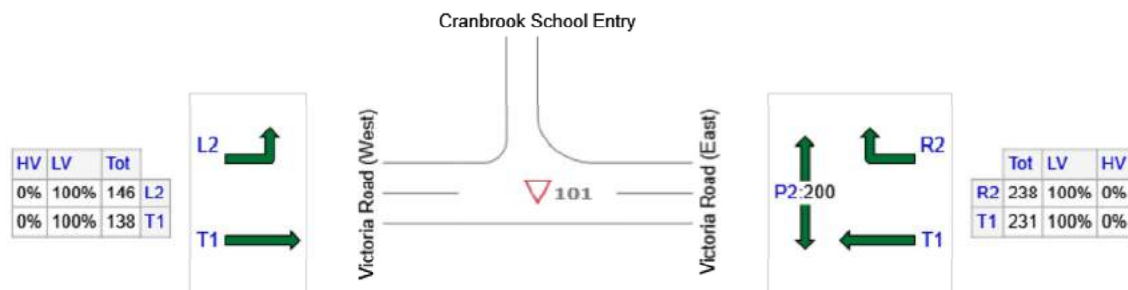 Cranbrook School Entry
HV LV Tot
0% 100% 146 L2
0% 100% 138 T1
L2
T1
Victoria Road (West)
101
Victoria Road (East)
P2:200
R2
T1
Tot LV HV
R2 238 100% 0%
T1 231 100% 0%